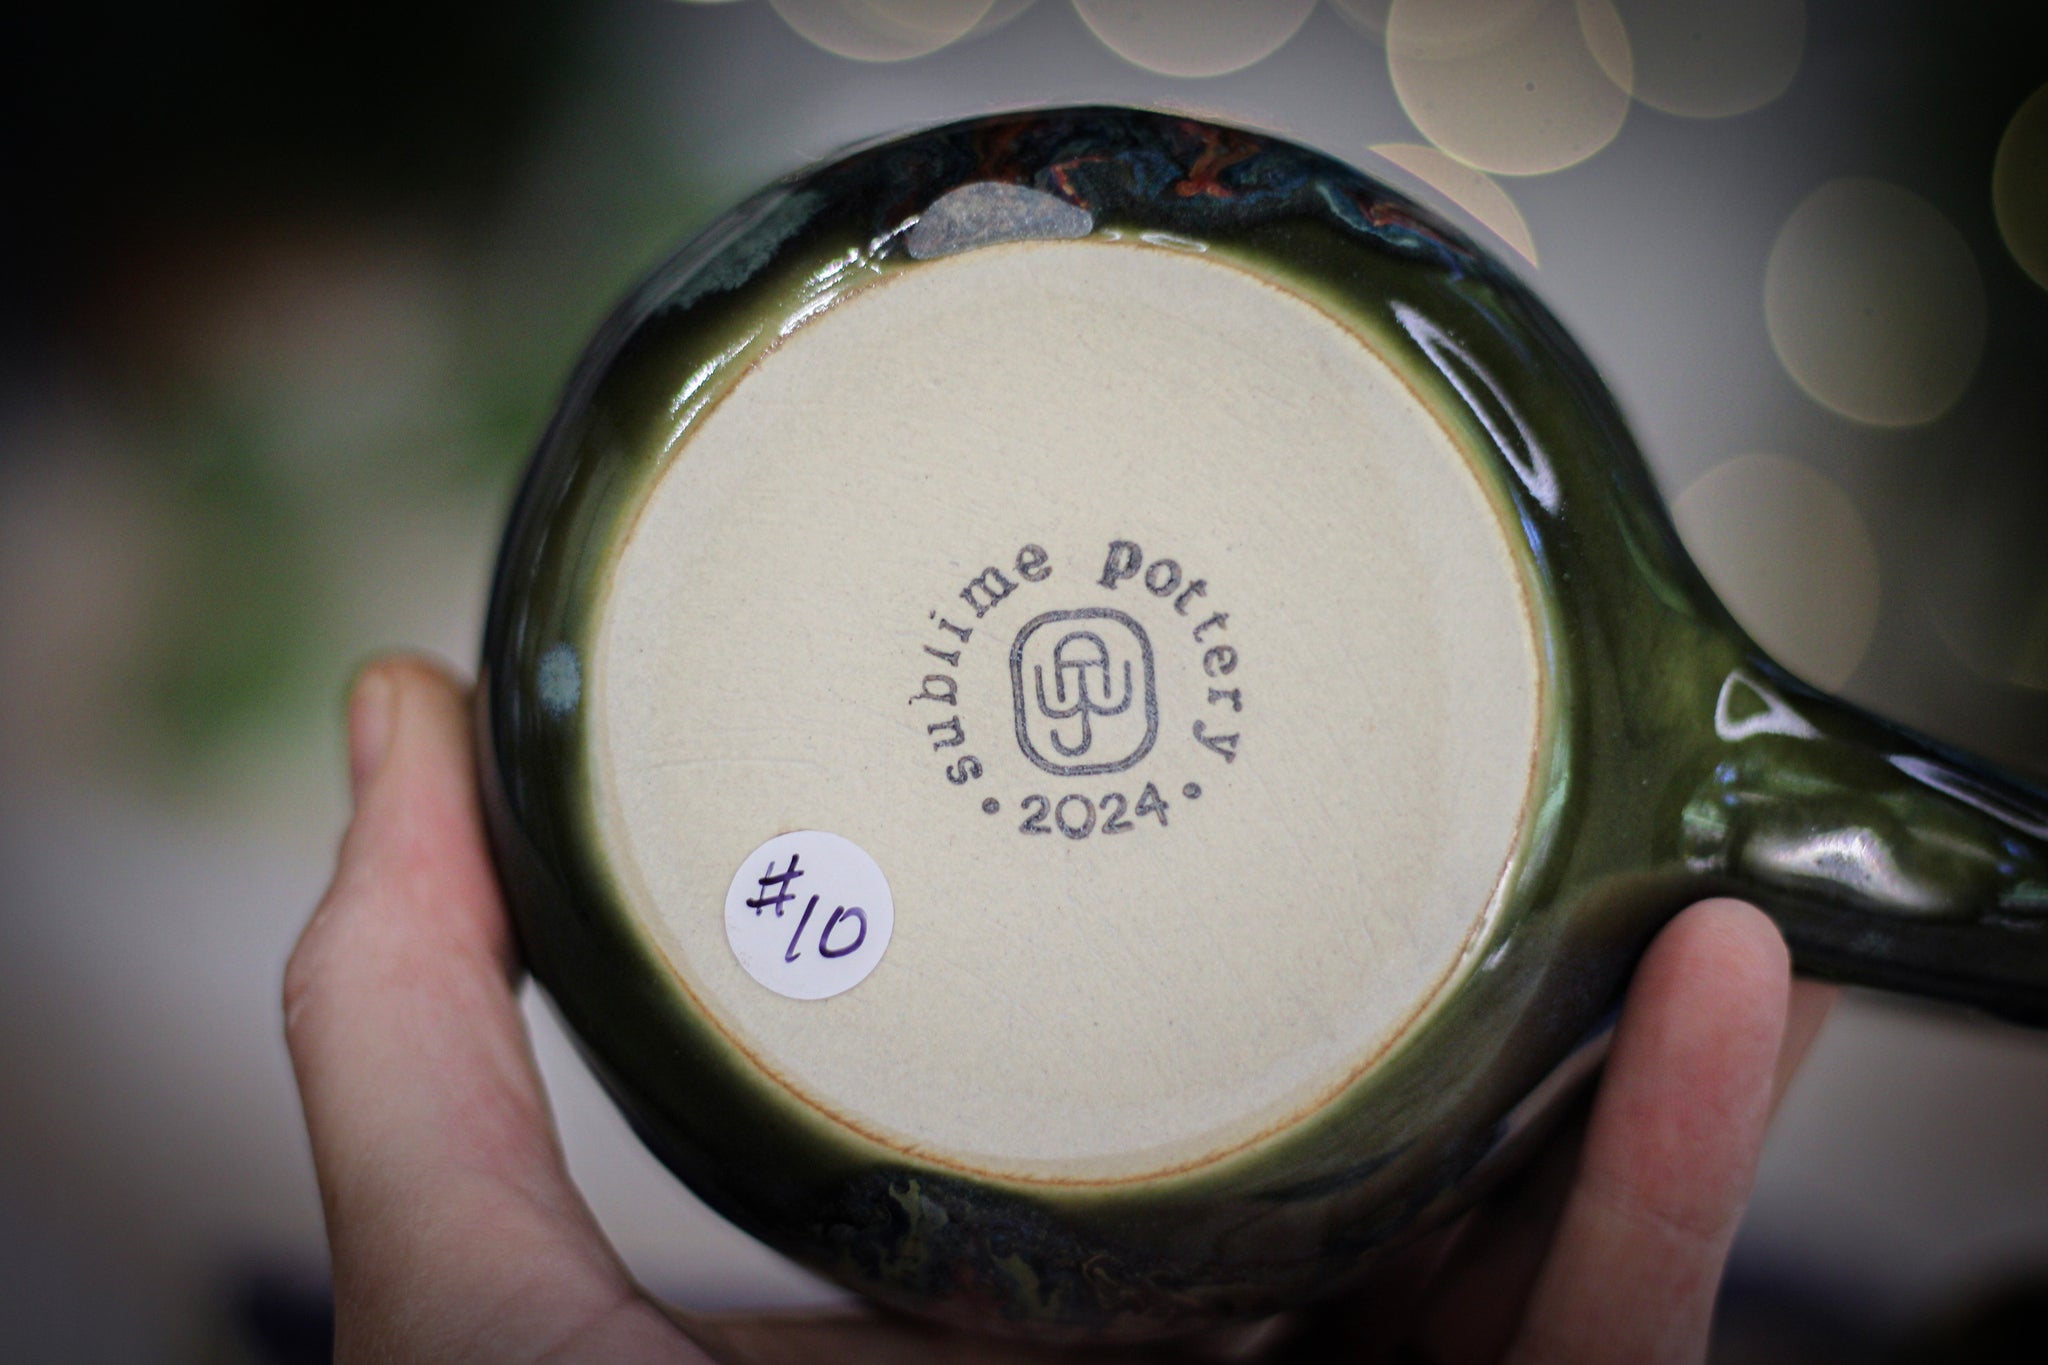 sublime pottery
• 2024 •
#10